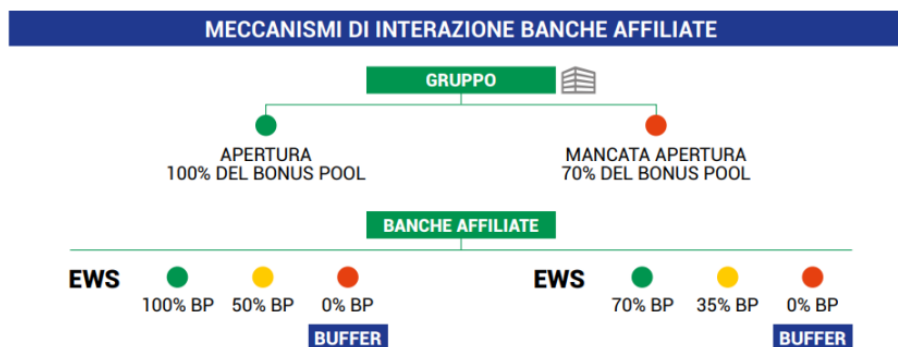 MECCANISMI DI INTERAZIONE BANCHE AFFILIATE
GRUPPO
APERTURA
100% DEL BONUS POOL
MANCATA APERTURA
70% DEL BONUS POOL
BANCHE AFFILIATE
EWS
100% BP 50% BP 0% BP
BUFFER
EWS
70% BP 35% BP 0% BP
BUFFER